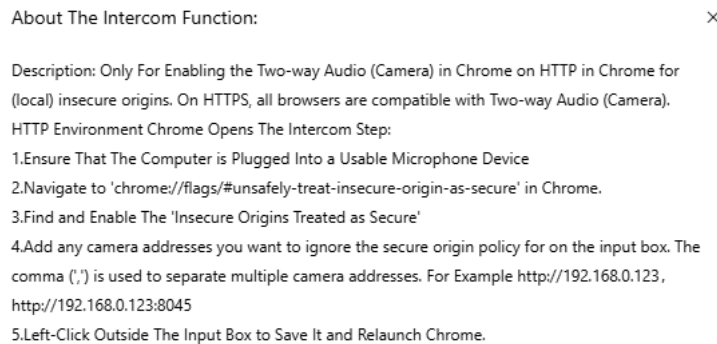 About The Intercom Function:
Description: Only For Enabling the Two-way Audio (Camera) in Chrome on HTTP in Chrome for
(local) insecure origins. On HTTPS, all browsers are compatible with Two-way Audio (Camera).
HTTP Environment Chrome Opens The Intercom Step:
1.Ensure That The Computer is Plugged Into a Usable Microphone Device
2.Navigate to 'chrome://flags/#unsafely-treat-insecure-origin-as-secure' in Chrome.
3.Find and Enable The 'Insecure Origins Treated as Secure'
4.Add any camera addresses you want to ignore the secure origin policy for on the input box. The
comma (',') is used to separate multiple camera addresses. For Example http://192.168.0.123,
http://192.168.0.123:8045
5.Left-Click Outside The Input Box to Save It and Relaunch Chrome.